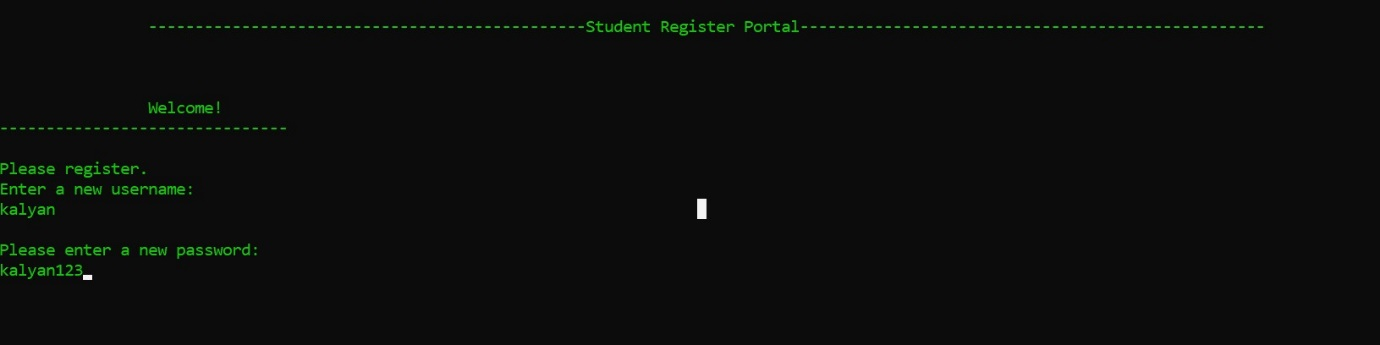 -----------------------------------------------Student Register Portal--------------------------------------------------
Welcome!
-------------------------------
Please register.
Enter a new username:
kalyan
Please enter a new password:
kalyan123